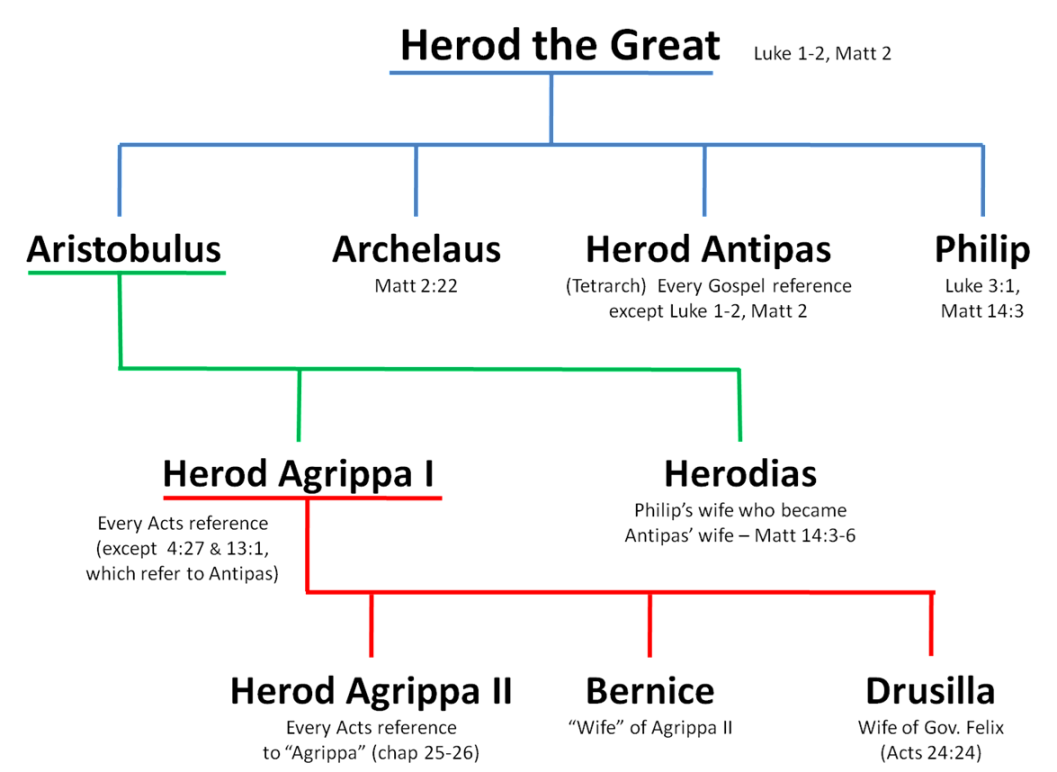 Herod the Great
Luke 1-2, Matt 2
Aristobulus
Archelaus
Matt 2:22
Herod Antipas
(Tetrarch) Every Gospel reference
except Luke 1-2, Matt 2
Philip
Luke 3:1,
Matt 14:3
Herod Agrippa I
Every Acts reference
(except 4:27 & 13:1,
which refer to Antipas)
Herodias
Philip's wife who became
Antipas' wife – Matt 14:3-6
Herod Agrippa II
Every Acts reference
to "Agrippa" (chap 25-26)
Bernice
"Wife" of Agrippa II
Drusilla
Wife of Gov. Felix
(Acts 24:24)